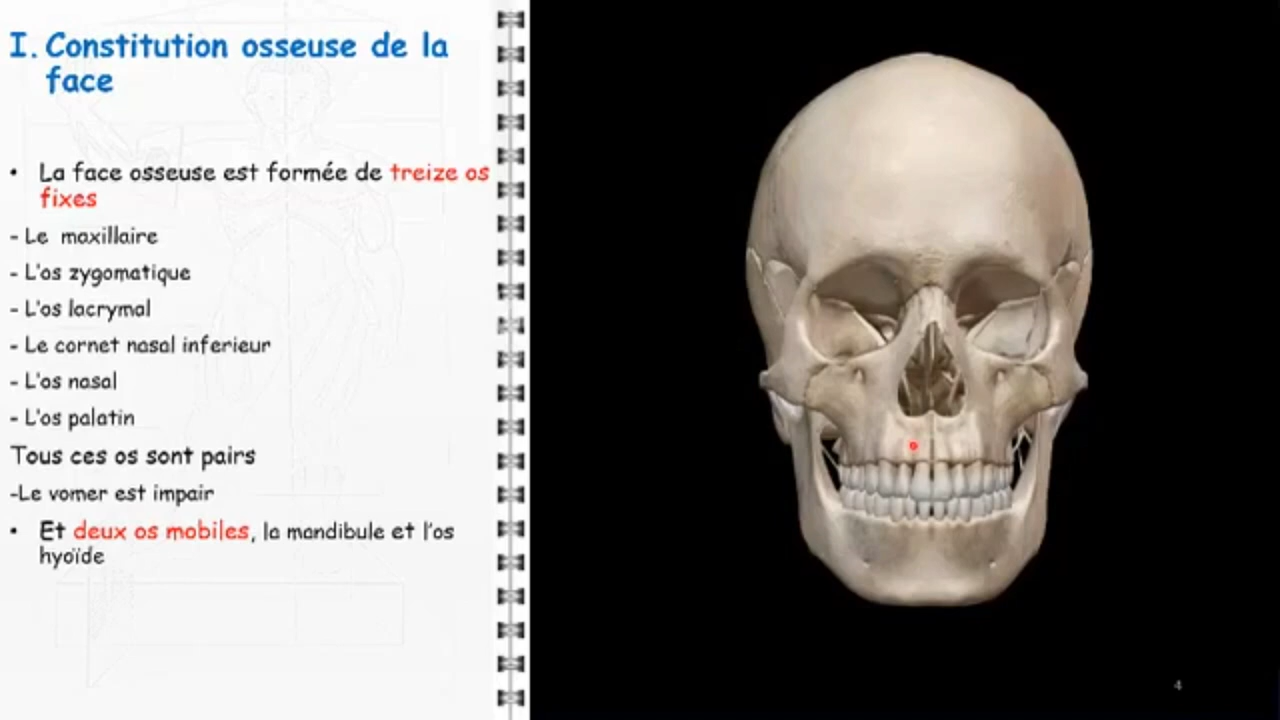 I. Constitution osseuse de la
face
• La face osseuse est formée de treize os
fixes
- Le maxillaire
- L'os zygomatique
- L'os lacrymal
- Le cornet nasal inferieur
- L'os nasal
- L'os palatin
Tous ces os sont pairs
-Le vomer est impair
• Et deux os mobiles, la mandibule et l'os
hyoïde
4